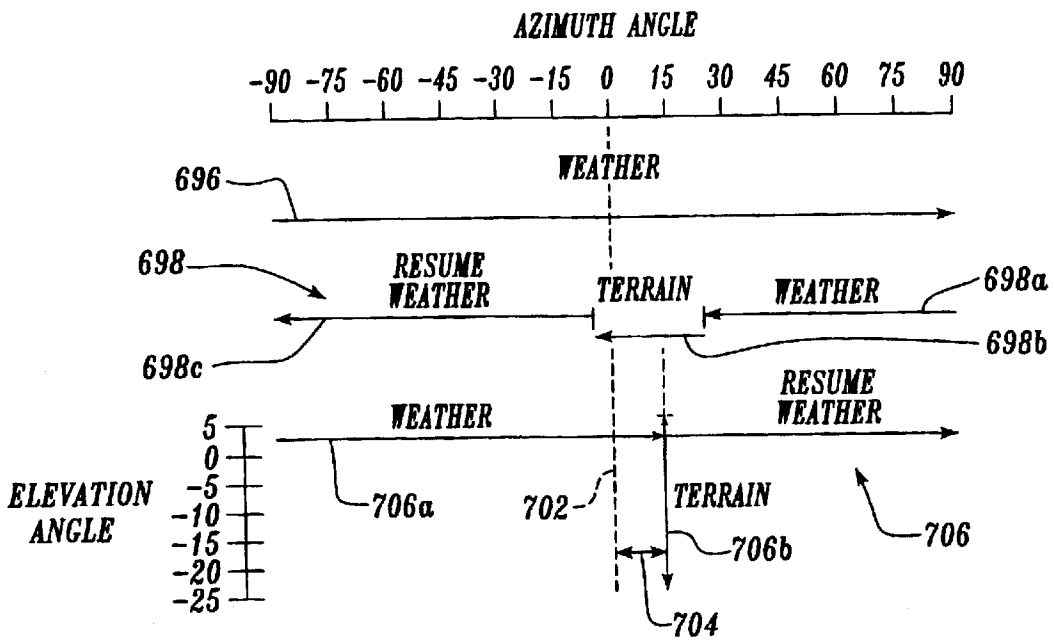 AZIMUTH ANGLE
-90 -75 -60 -45 -30 -15 0 15 30 45 60 75 90
WEATHER
696
698
RESUME
WEATHER
TERRAIN
WEATHER
698a
698c
698b
WEATHER
RESUME
WEATHER
5
0
-5
-10
-15
-20
-25
ELEVATION
ANGLE
706a
702
TERRAIN
706b
706
704